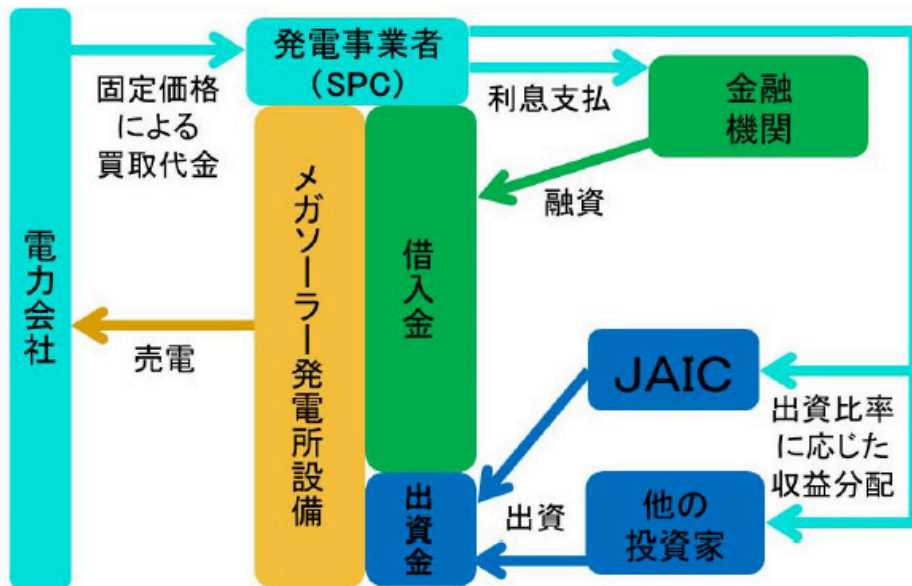 発電事業者
(SPC)
固定価格
による
買取代金
利息支払
金融
機関
融資
電力会社
メガソーラー発電所設備
借入金
売電
JAIC
出資比率
に応じた
収益分配
出資金
出資
他の
投資家